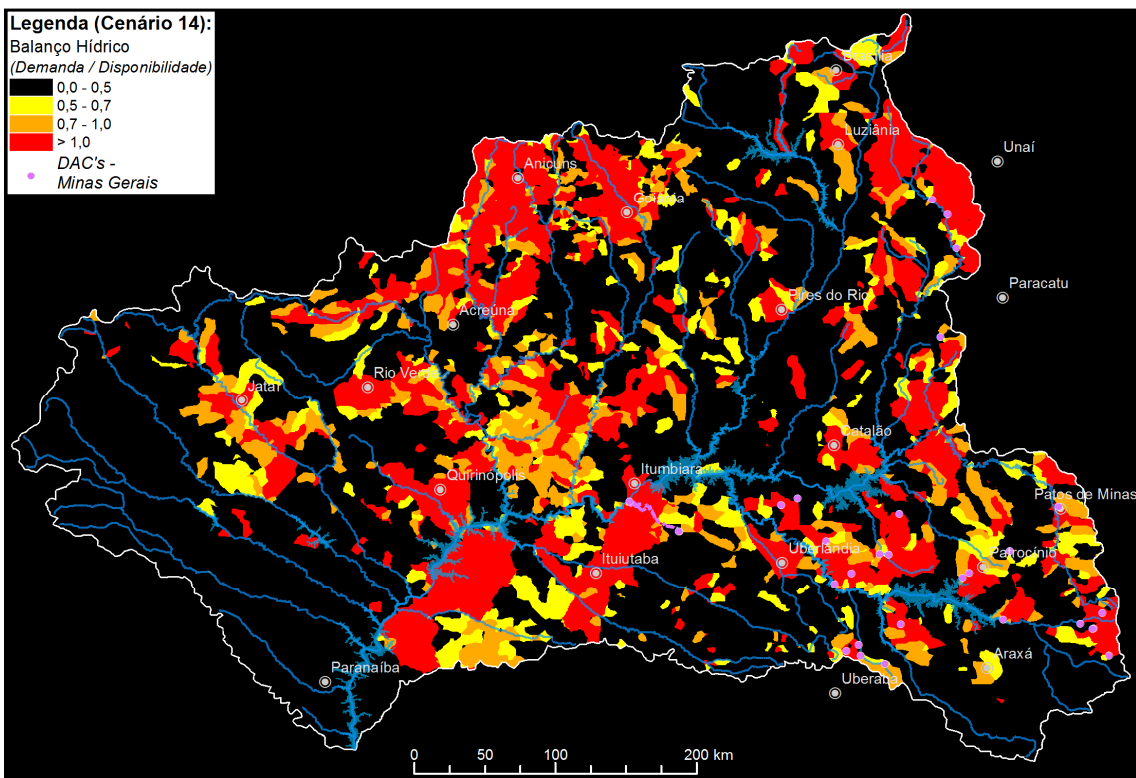 Legenda (Cenário 14):
Balanço Hídrico
(Demanda / Disponibilidade)
0,0 - 0,5
0,5 - 0,7
0,7 - 1,0
> 1,0
DAC's -
Minas Gerais
Brasília
Luziânia
Unaí
Anicuns
Goiânia
Paracatu
Pires do Rio
Acreúna
Rio Verde
Jataí
Catalão
Itumbiara
Quirinópolis
Patos de Minas
Uberlândia
Patrocínio
Ituiutaba
Araxá
Paranaíba
Uberaba
0 50 100 200 km